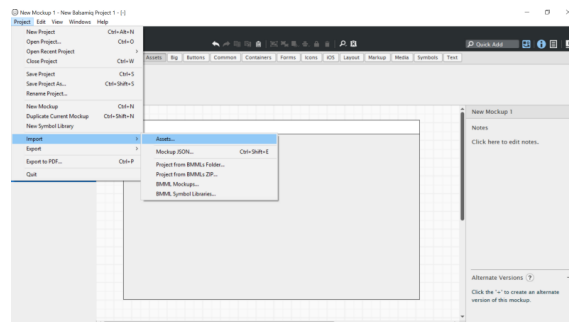 New Mockup 1 - New Balsamiq Project 1 - [-]
Project Edit View Windows Help
New Project Ctrl+Alt+N
Open Project... Ctrl+O
Open Recent Project
Close Project Ctrl+W
Save Project Ctrl+S
Save Project As... Ctrl+Shift+S
Rename Project...
New Mockup Ctrl+N
Duplicate Current Mockup Ctrl+Shift+N
New Symbol Library
Import
Export
Export to PDF... Ctrl+P
Quit
Assets...
Mockup JSON... Ctrl+Shift+E
Project from BMMLs Folder...
Project from BMMLs ZIP...
BMML Mockups...
BMML Symbol Libraries...
Quick Add
Assets Big Buttons Common Containers Forms Icons iOS Layout Markup Media Symbols Text
New Mockup 1
Notes
Click here to edit notes.
Alternate Versions ?
Click the '+' to create an alternate
version of this mockup.